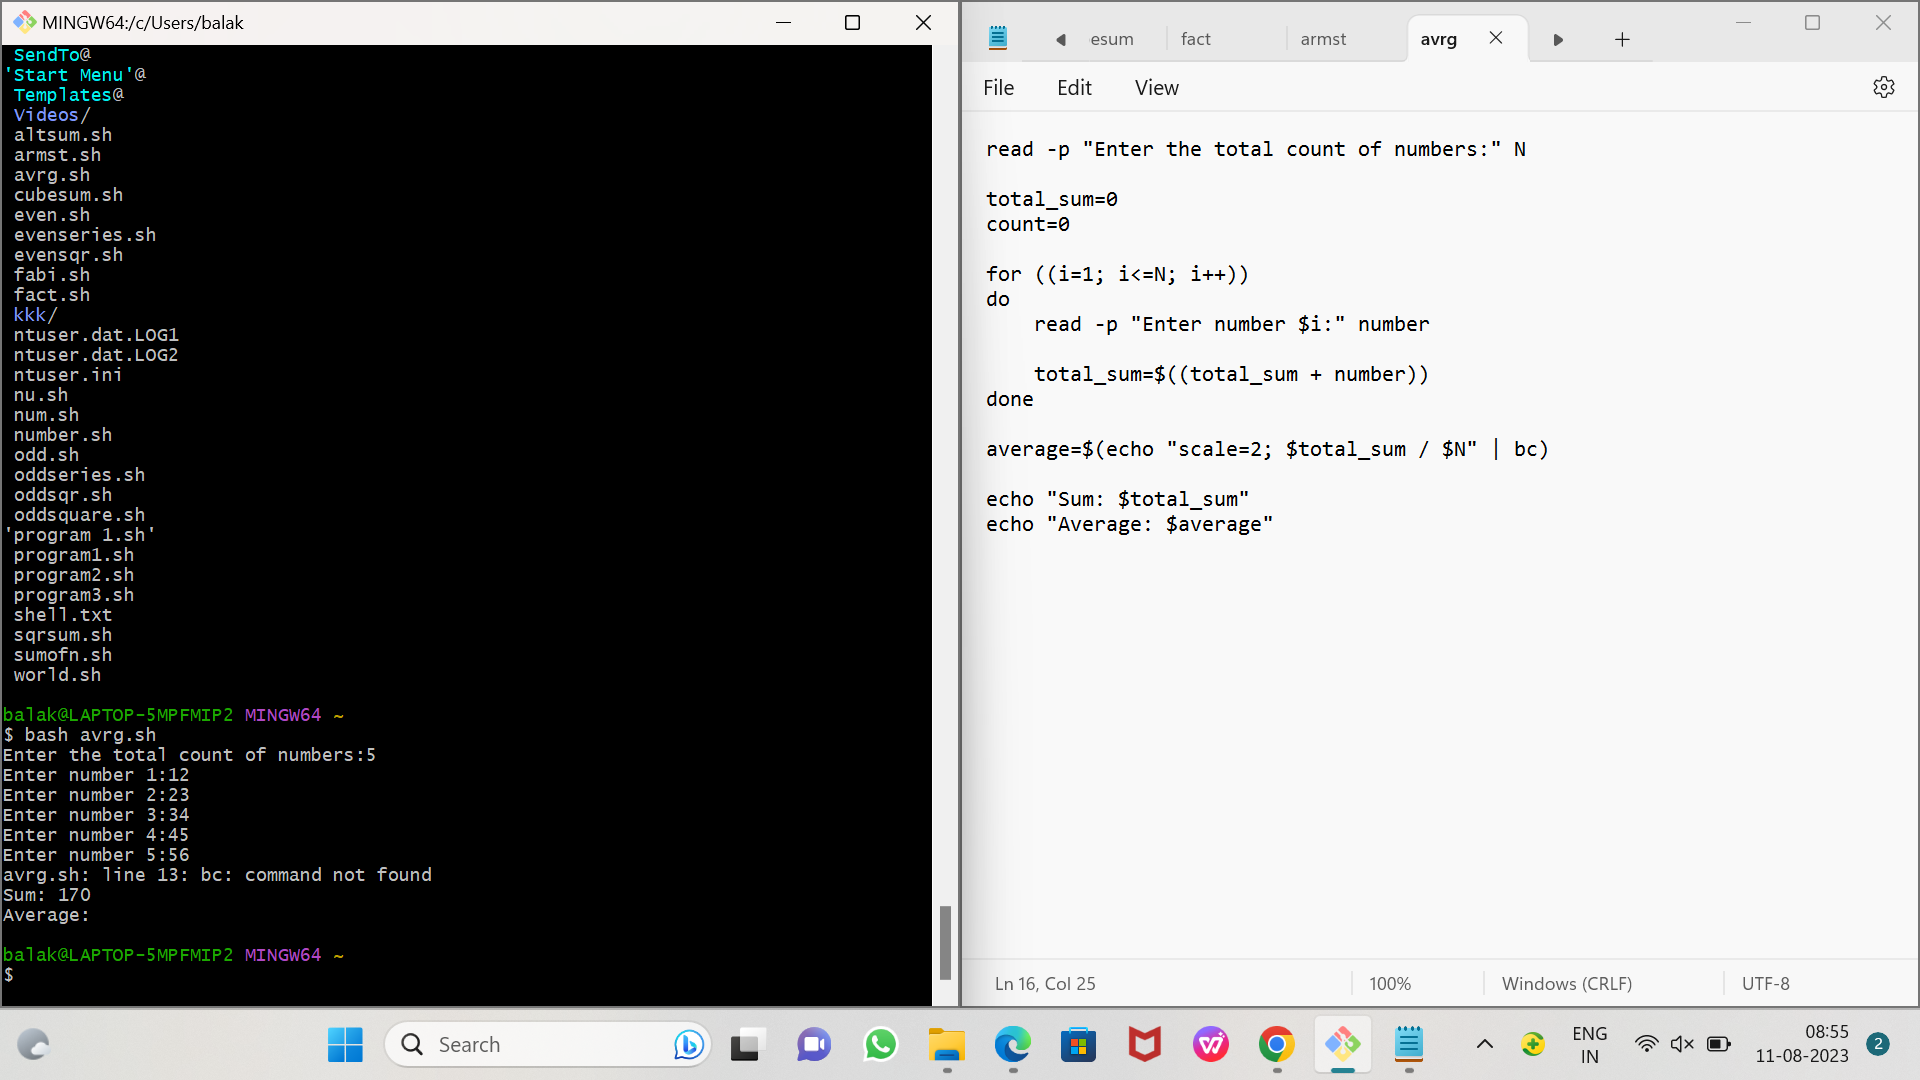 MINGW64:/c/Users/balak
SendTo@
'Start Menu'@
Templates@
Videos/
altsum.sh
armst.sh
avrg.sh
cubesum.sh
even.sh
evenseries.sh
evensqr.sh
fabi.sh
fact.sh
kkk/
ntuser.dat.LOG1
ntuser.dat.LOG2
ntuser.ini
nu.sh
num.sh
number.sh
odd.sh
oddseries.sh
oddsqr.sh
oddsquare.sh
'program 1.sh'
program1.sh
program2.sh
program3.sh
shell.txt
sqrsum.sh
sumofn.sh
world.sh
balak@LAPTOP-5MPFMIP2 MINGW64 ~
$ bash avrg.sh
Enter the total count of numbers:5
Enter number 1:12
Enter number 2:23
Enter number 3:34
Enter number 4:45
Enter number 5:56
avrg.sh: line 13: bc: command not found
Sum: 170
Average:
balak@LAPTOP-5MPFMIP2 MINGW64 ~
$
esum fact armst avrg
File Edit View
read -p "Enter the total count of numbers:" N
total_sum=0
count=0
for ((i=1; i<=N; i++))
do
    read -p "Enter number $i:" number
    total_sum=$((total_sum + number))
done
average=$(echo "scale=2; $total_sum / $N" | bc)
echo "Sum: $total_sum"
echo "Average: $average"
Ln 16, Col 25 100% Windows (CRLF) UTF-8
Search
ENG
IN
08:55
11-08-2023
2